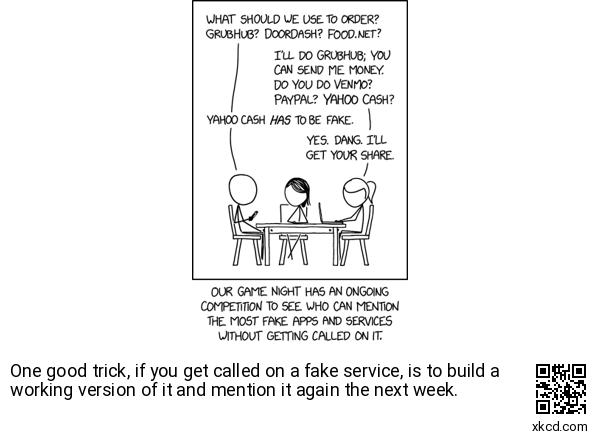 WHAT SHOULD WE USE TO ORDER?
GRUBHUB? DOORDASH? FOOD.NET?
I'LL DO GRUBHUB; YOU
CAN SEND ME MONEY.
DO YOU DO VENMO?
PAYPAL? YAHOO CASH?
YAHOO CASH HAS TO BE FAKE.
YES. DANG. I'LL
GET YOUR SHARE.
OUR GAME NIGHT HAS AN ONGOING
COMPETITION TO SEE WHO CAN MENTION
THE MOST FAKE APPS AND SERVICES
WITHOUT GETTING CALLED ON IT.
One good trick, if you get called on a fake service, is to build a
working version of it and mention it again the next week.
xkcd.com